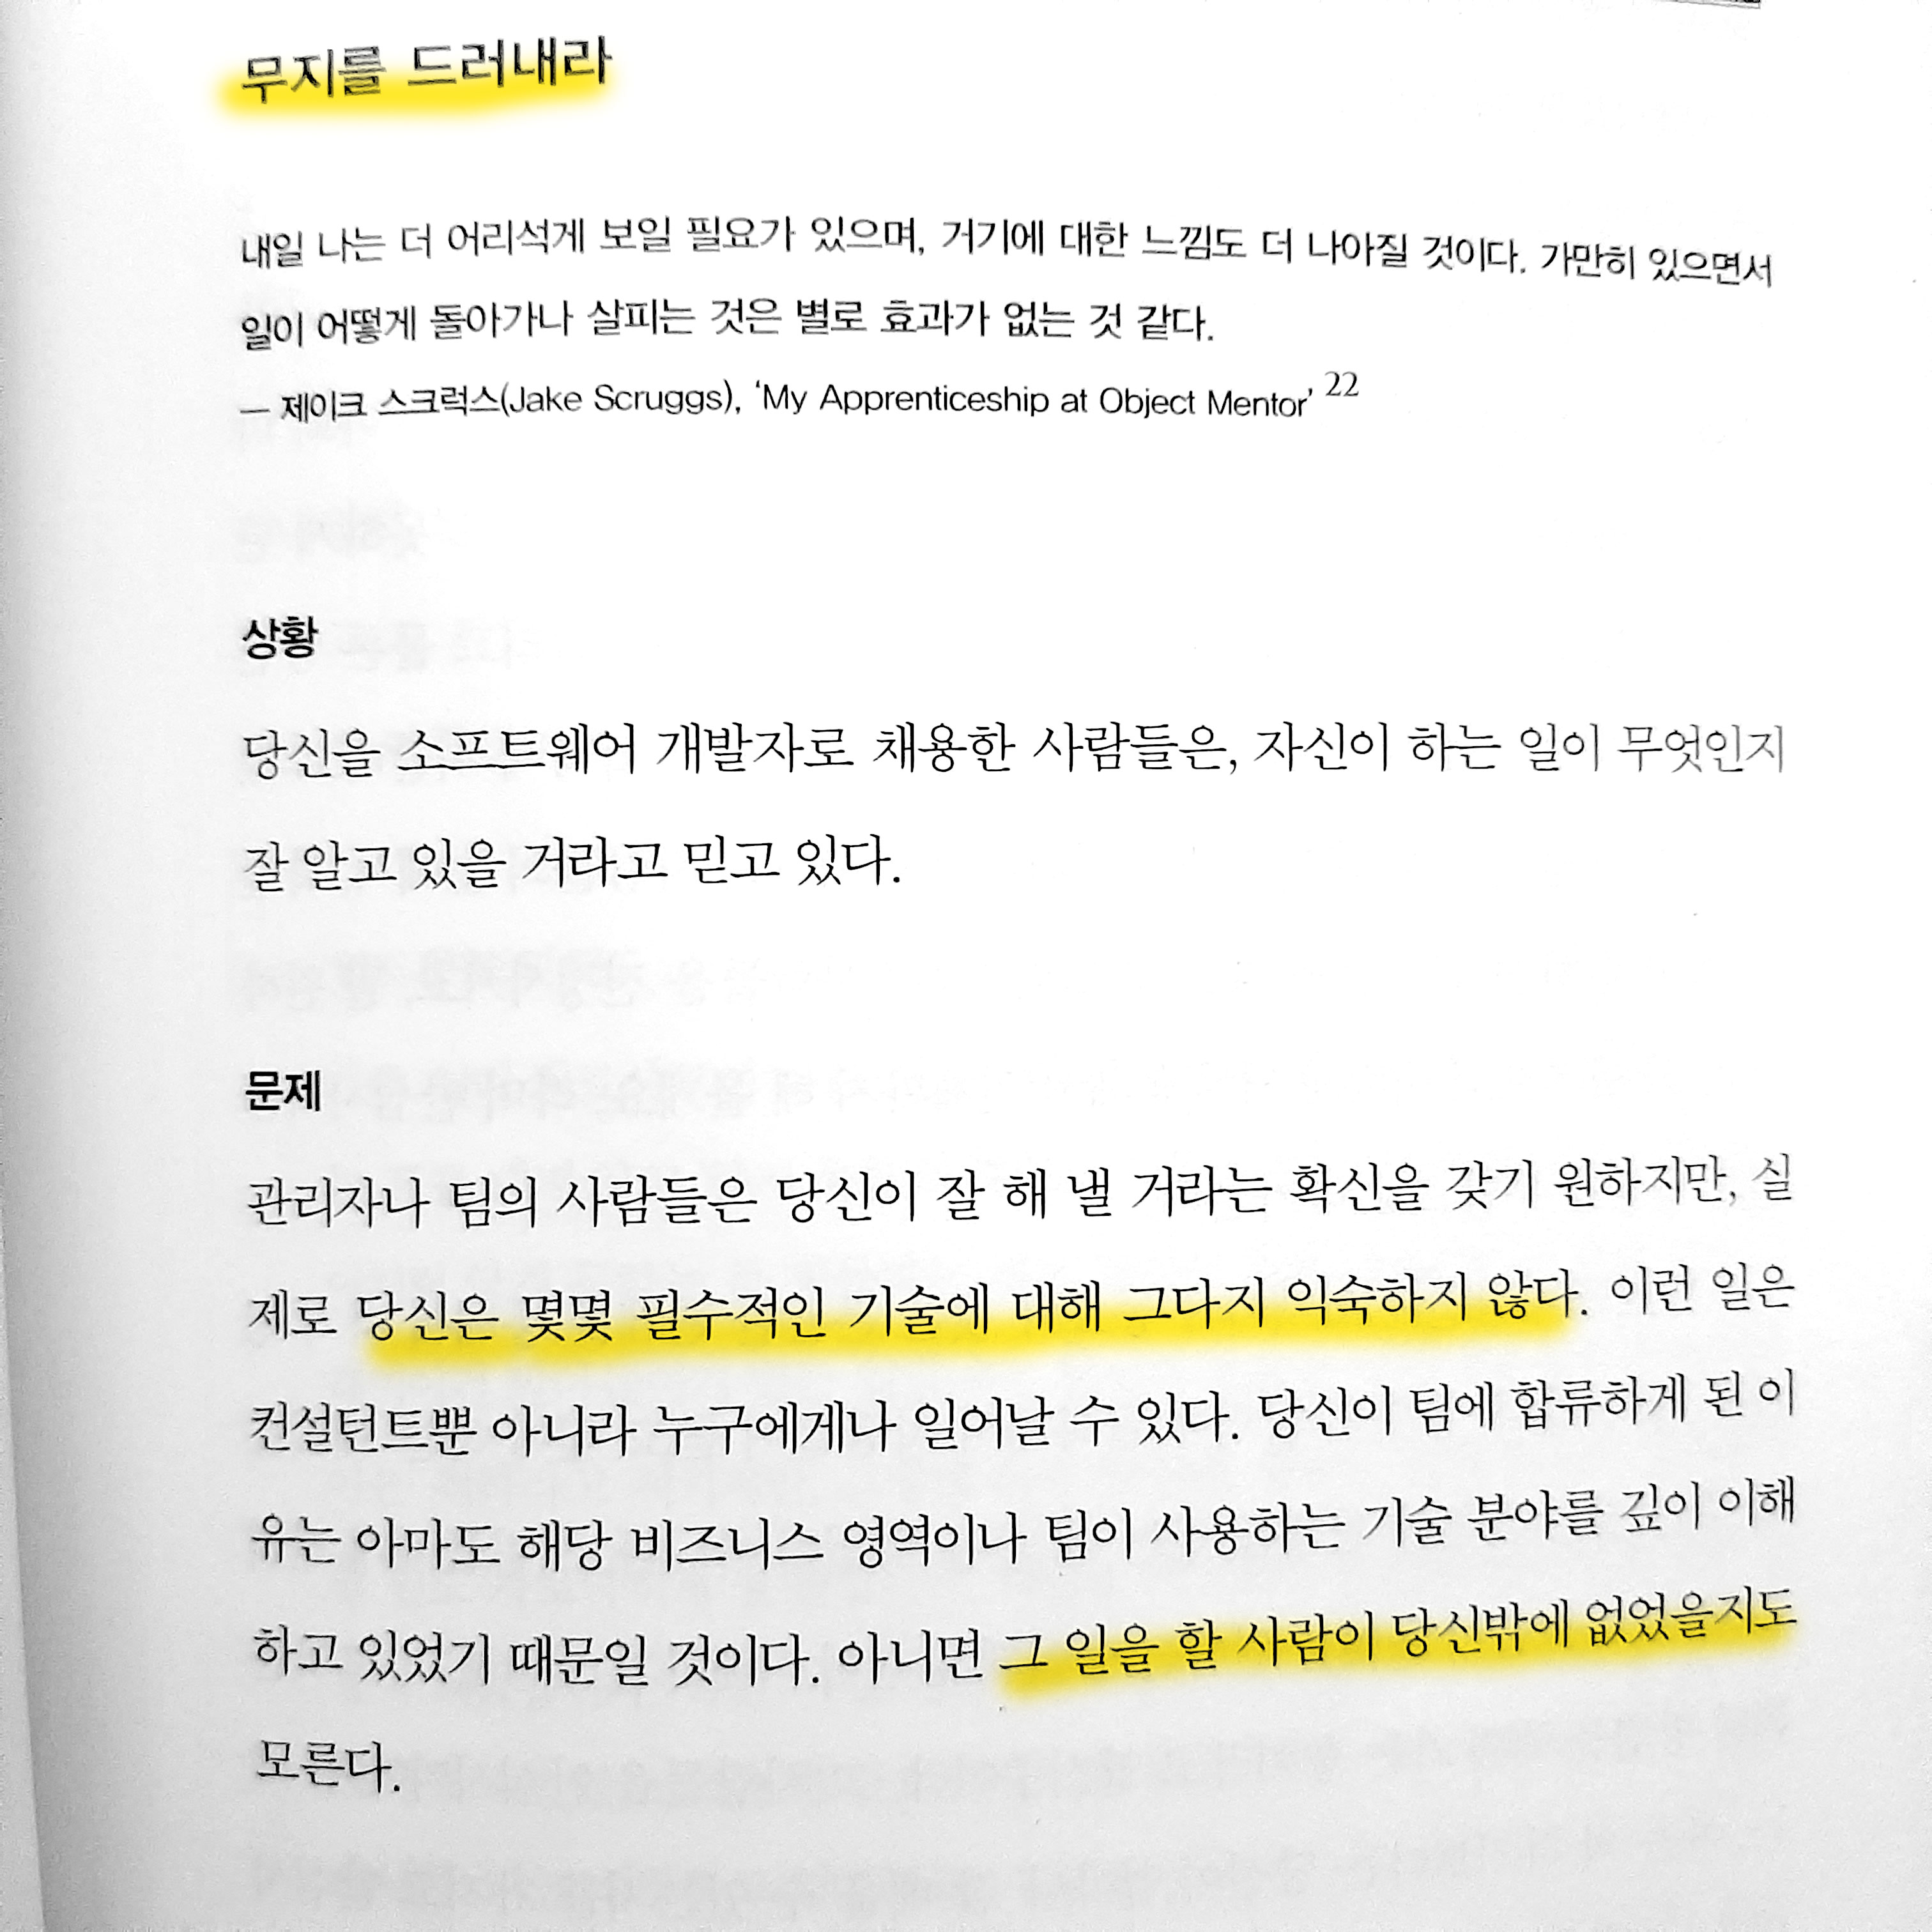 무지를 드러내라
내일 나는 더 어리석게 보일 필요가 있으며, 거기에 대한 느낌도 더 나아질 것이다. 가만히 있으면서
일이 어떻게 돌아가나 살피는 것은 별로 효과가 없는 것 같다.
— 제이크 스크럭스(Jake Scruggs), ‘My Apprenticeship at Object Mentor’ 22
상황
당신을 소프트웨어 개발자로 채용한 사람들은, 자신이 하는 일이 무엇인지
잘 알고 있을 거라고 믿고 있다.
문제
관리자나 팀의 사람들은 당신이 잘 해 낼 거라는 확신을 갖기 원하지만, 실
제로 당신은 몇몇 필수적인 기술에 대해 그다지 익숙하지 않다. 이런 일은
컨설턴트뿐 아니라 누구에게나 일어날 수 있다. 당신이 팀에 합류하게 된 이
유는 아마도 해당 비즈니스 영역이나 팀이 사용하는 기술 분야를 깊이 이해
하고 있었기 때문일 것이다. 아니면 그 일을 할 사람이 당신밖에 없었을지도
모른다.